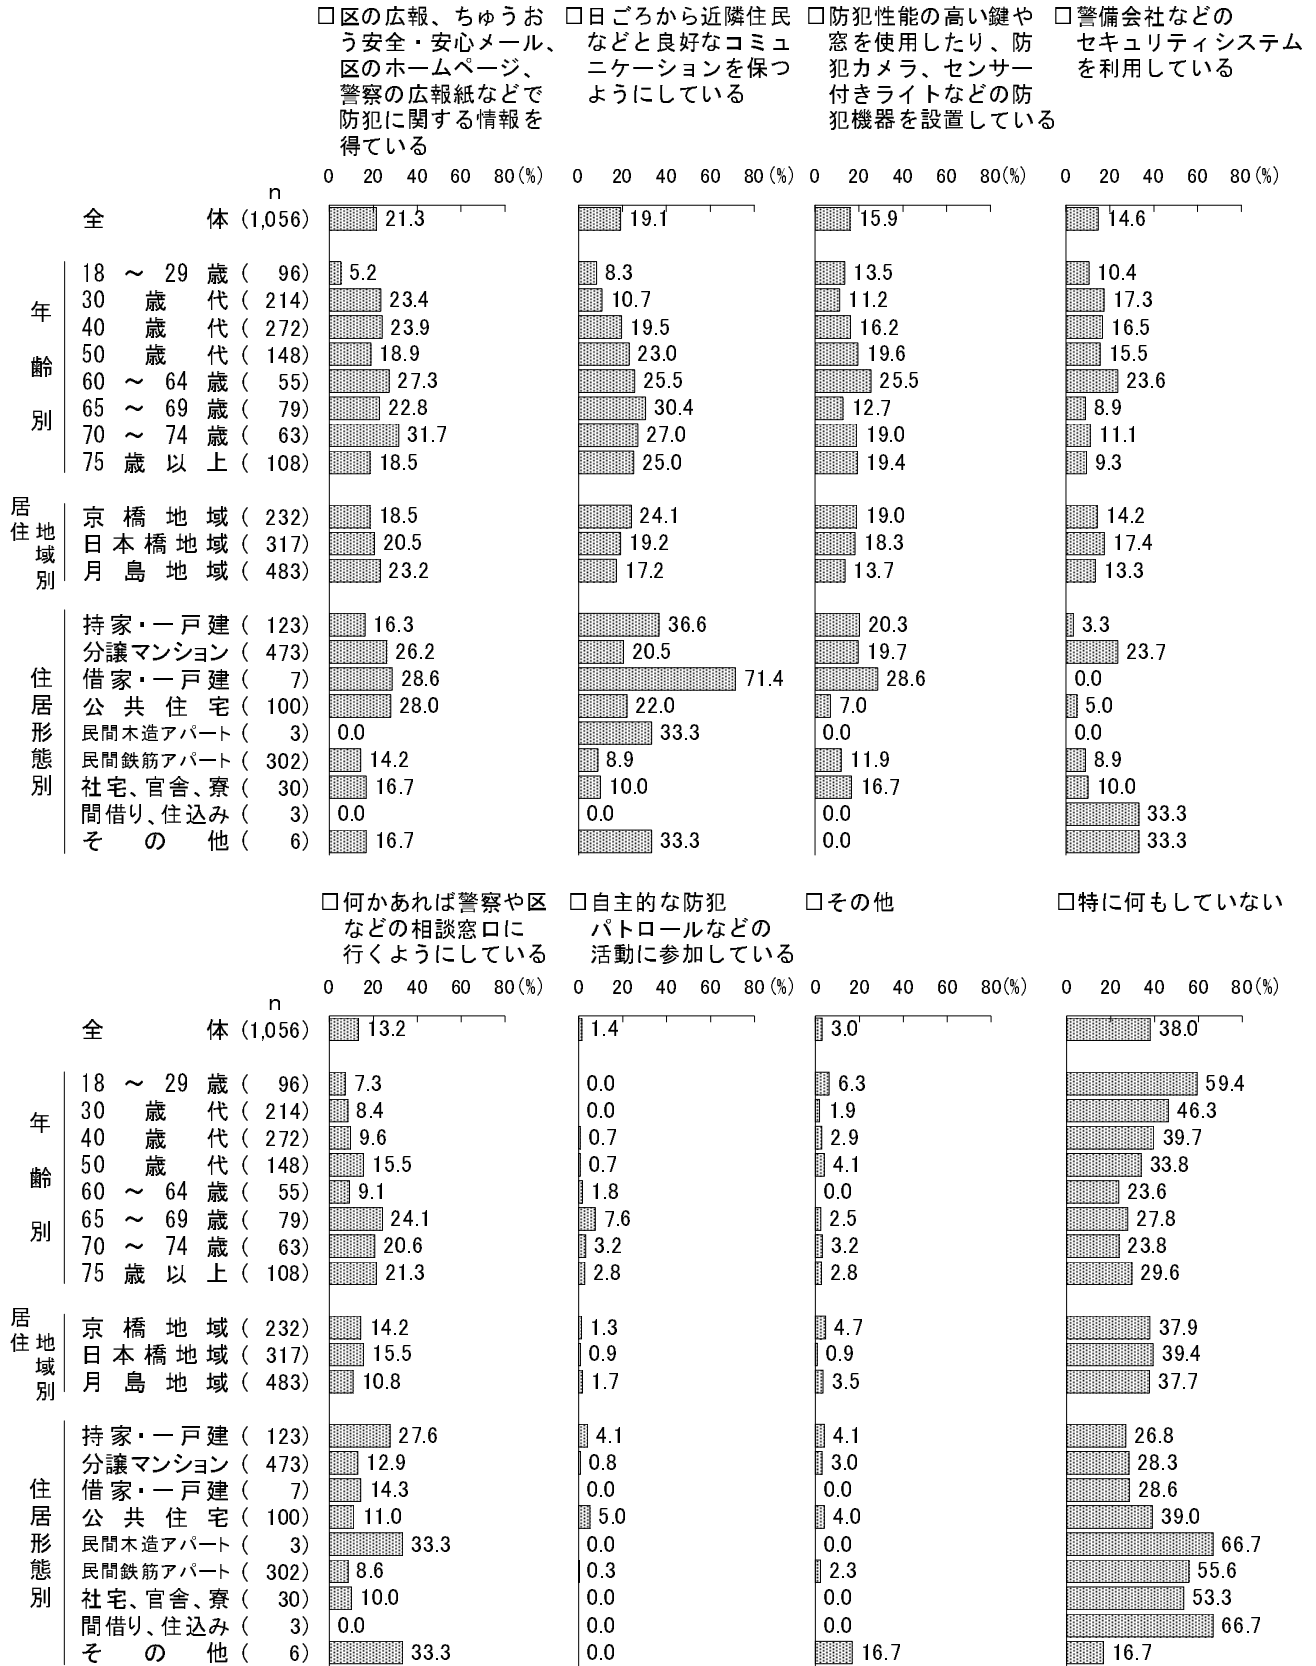 □区の広報、ちゅうお
う安全・安心メール、
区のホームページ、
警察の広報紙などで
防犯に関する情報を
得ている
□日ごろから近隣住民
などと良好なコミュ
ニケーションを保つ
ようにしている
□防犯性能の高い鍵や
窓を使用したり、防
犯カメラ、センサー
付きライトなどの防
犯機器を設置している
□警備会社などの
セキュリティシステム
を利用している
n 0 20 40 60 80(%) 0 20 40 60 80(%) 0 20 40 60 80(%) 0 20 40 60 80(%)
全体(1,056) 21.3 19.1 15.9 14.6
年齢別
18～29歳( 96) 5.2 8.3 13.5 10.4
30歳代( 214) 23.4 10.7 11.2 17.3
40歳代( 272) 23.9 19.5 16.2 16.5
50歳代( 148) 18.9 23.0 19.6 15.5
60～64歳( 55) 27.3 25.5 25.5 23.6
65～69歳( 79) 22.8 30.4 12.7 8.9
70～74歳( 63) 31.7 27.0 19.0 11.1
75歳以上( 108) 18.5 25.0 19.4 9.3
居住地域別
京橋地域( 232) 18.5 24.1 19.0 14.2
日本橋地域( 317) 20.5 19.2 18.3 17.4
月島地域( 483) 23.2 17.2 13.7 13.3
住居形態別
持家・一戸建( 123) 16.3 36.6 20.3 3.3
分譲マンション( 473) 26.2 20.5 19.7 23.7
借家・一戸建( 7) 28.6 71.4 28.6 0.0
公共住宅( 100) 28.0 22.0 7.0 5.0
民間木造アパート( 3) 0.0 33.3 0.0 0.0
民間鉄筋アパート( 302) 14.2 8.9 11.9 8.9
社宅、官舎、寮( 30) 16.7 10.0 16.7 10.0
間借り、住込み( 3) 0.0 0.0 0.0 33.3
その他( 6) 16.7 33.3 0.0 33.3
□何かあれば警察や区
などの相談窓口に
行くようにしている
□自主的な防犯
パトロールなどの
活動に参加している
□その他
□特に何もしていない
n 0 20 40 60 80(%) 0 20 40 60 80(%) 0 20 40 60 80(%) 0 20 40 60 80(%)
全体(1,056) 13.2 1.4 3.0 38.0
年齢別
18～29歳( 96) 7.3 0.0 6.3 59.4
30歳代( 214) 8.4 0.0 1.9 46.3
40歳代( 272) 9.6 0.7 2.9 39.7
50歳代( 148) 15.5 0.7 4.1 33.8
60～64歳( 55) 9.1 1.8 0.0 23.6
65～69歳( 79) 24.1 7.6 2.5 27.8
70～74歳( 63) 20.6 3.2 3.2 23.8
75歳以上( 108) 21.3 2.8 2.8 29.6
居住地域別
京橋地域( 232) 14.2 1.3 4.7 37.9
日本橋地域( 317) 15.5 0.9 0.9 39.4
月島地域( 483) 10.8 1.7 3.5 37.7
住居形態別
持家・一戸建( 123) 27.6 4.1 4.1 26.8
分譲マンション( 473) 12.9 0.8 3.0 28.3
借家・一戸建( 7) 14.3 0.0 0.0 28.6
公共住宅( 100) 11.0 5.0 4.0 39.0
民間木造アパート( 3) 33.3 0.0 0.0 66.7
民間鉄筋アパート( 302) 8.6 0.3 2.3 55.6
社宅、官舎、寮( 30) 10.0 0.0 0.0 53.3
間借り、住込み( 3) 0.0 0.0 0.0 66.7
その他( 6) 33.3 0.0 16.7 16.7